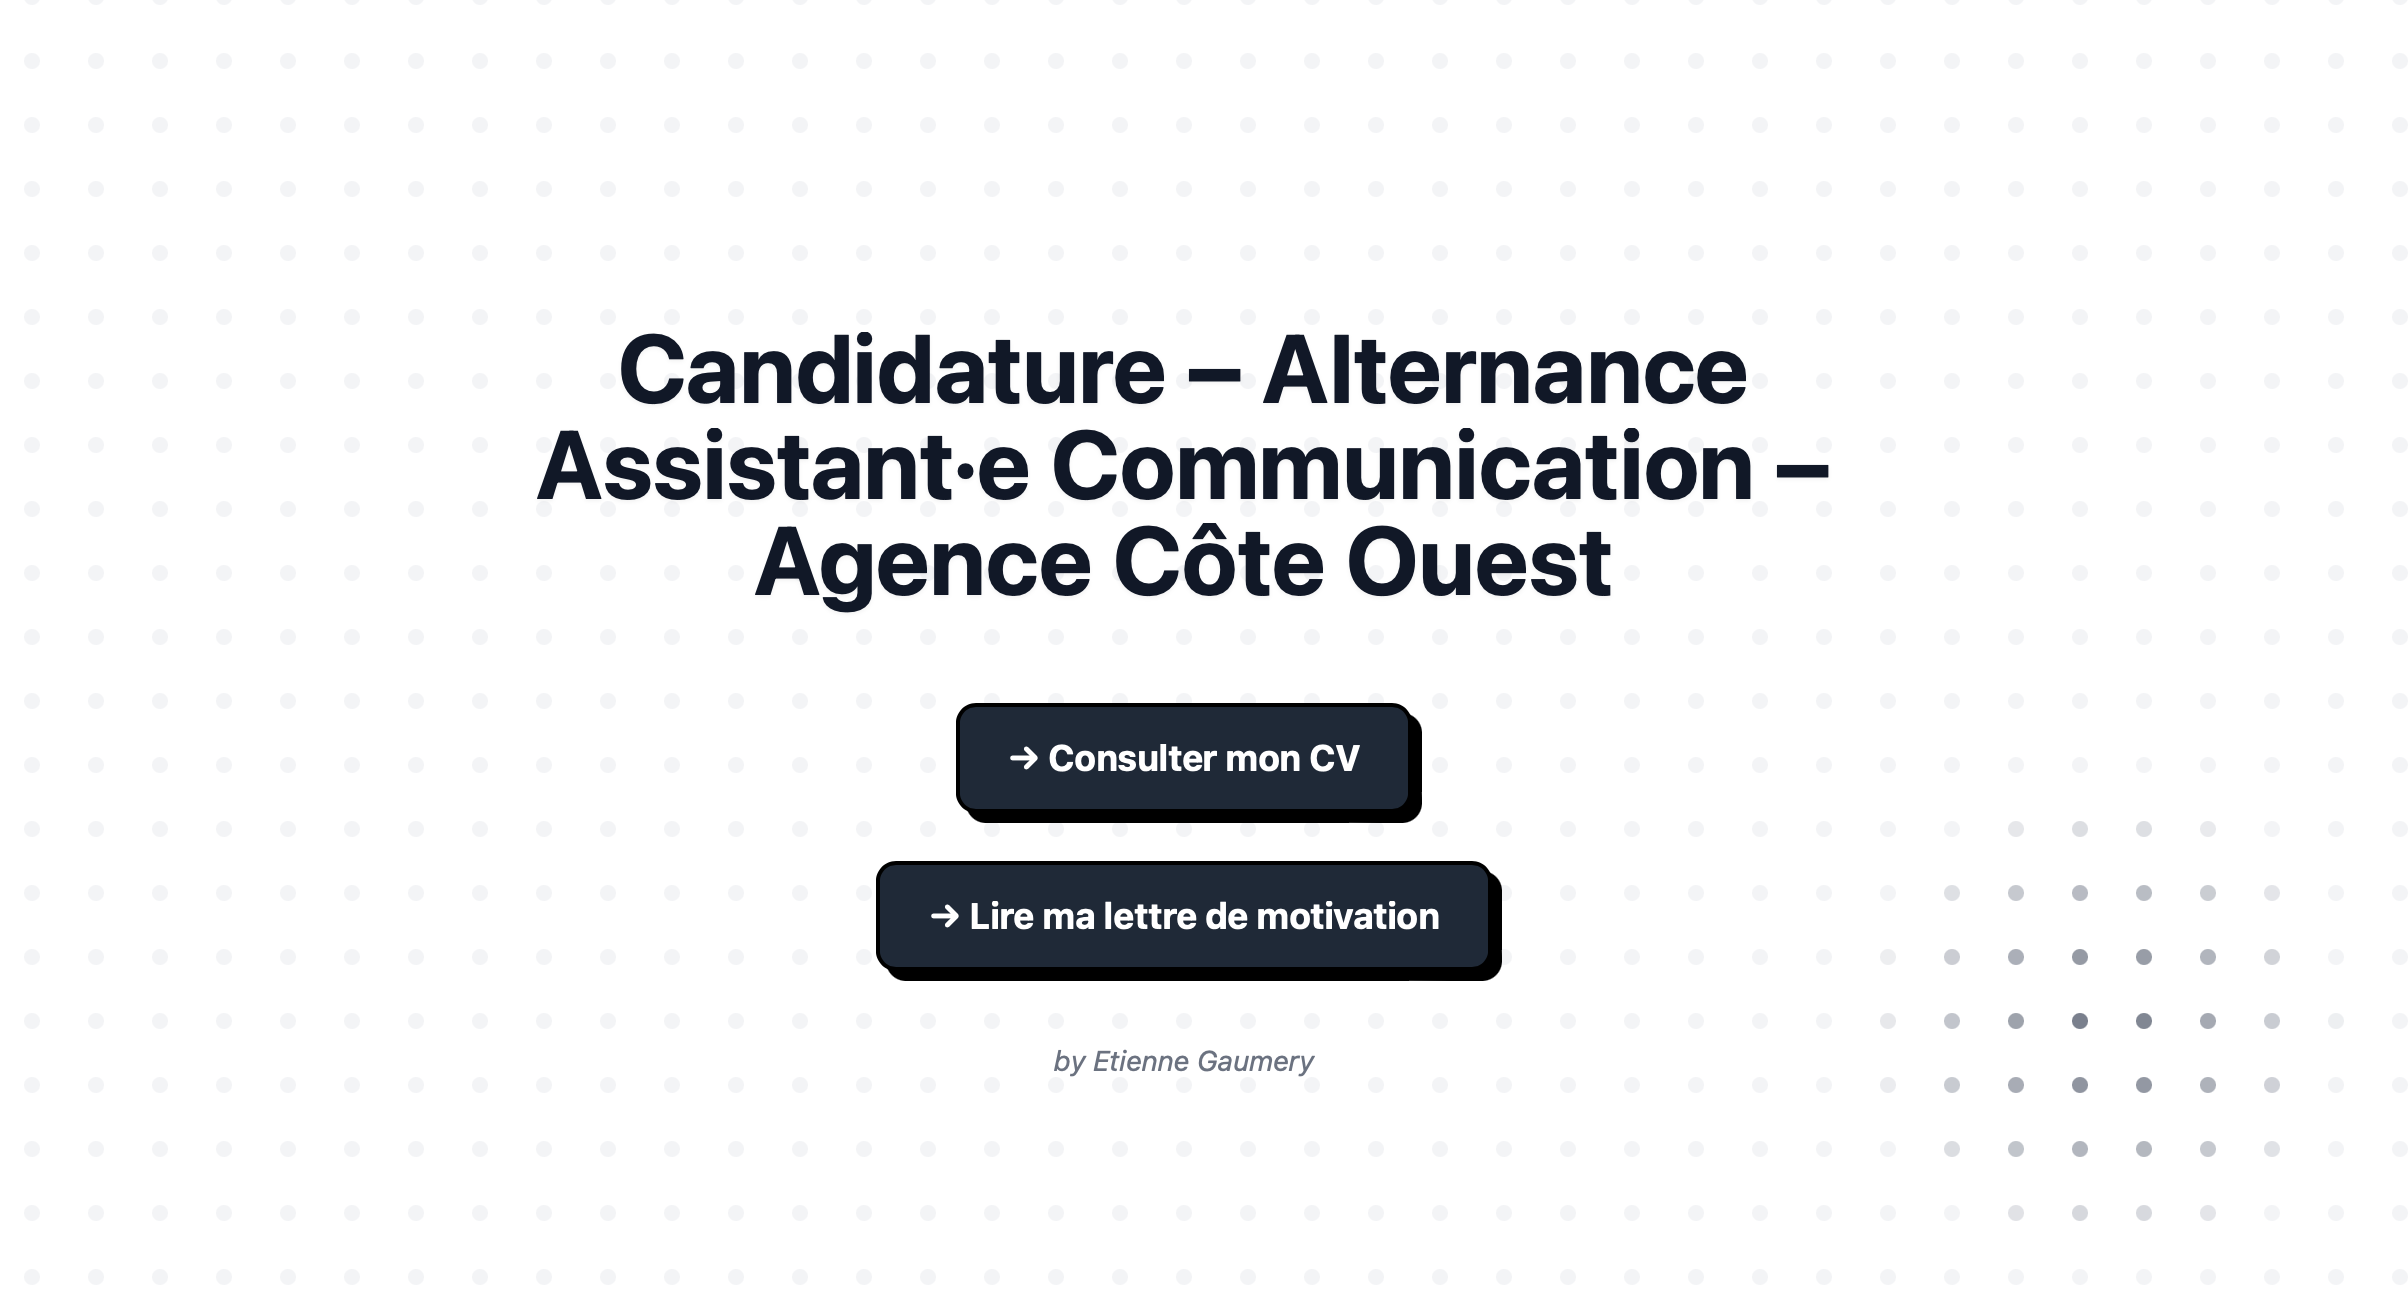 Candidature – Alternance
Assistant·e Communication –
Agence Côte Ouest
→ Consulter mon CV
→ Lire ma lettre de motivation
by Etienne Gaumery